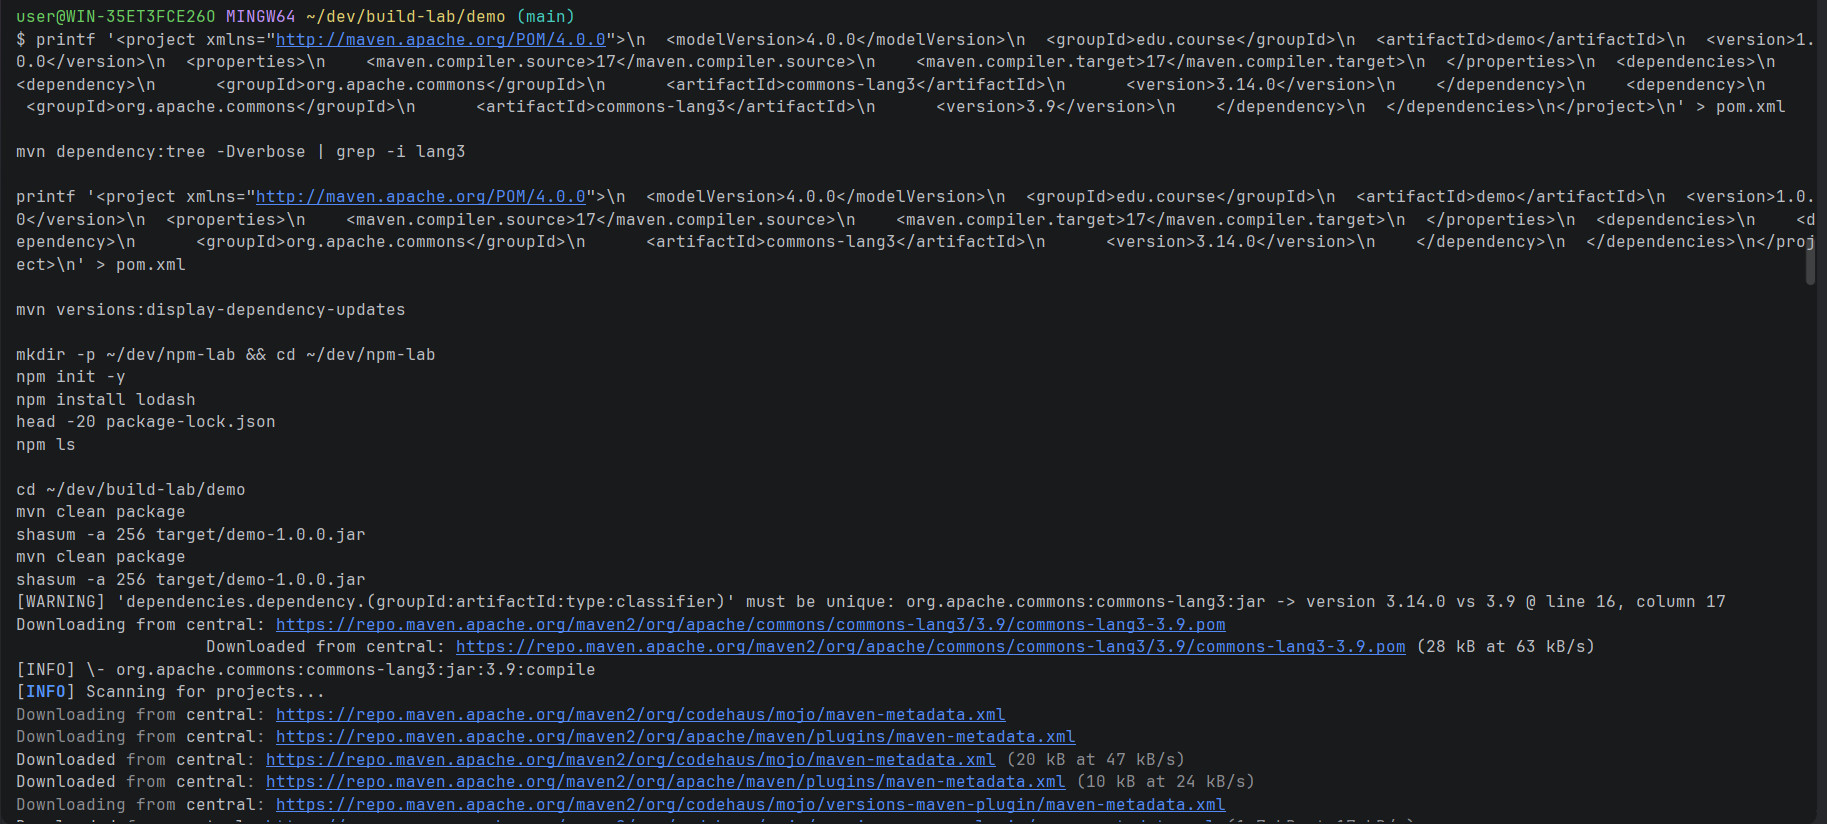 user@WIN-35ET3FCE26O MINGW64 ~/dev/build-lab/demo (main)
$ printf '<project xmlns="http://maven.apache.org/POM/4.0.0">\n  <modelVersion>4.0.0</modelVersion>\n  <groupId>edu.course</groupId>\n  <artifactId>demo</artifactId>\n  <version>1.
0.0</version>\n  <properties>\n    <maven.compiler.source>17</maven.compiler.source>\n    <maven.compiler.target>17</maven.compiler.target>\n  </properties>\n  <dependencies>\n
<dependency>\n      <groupId>org.apache.commons</groupId>\n      <artifactId>commons-lang3</artifactId>\n      <version>3.14.0</version>\n    </dependency>\n    <dependency>\n
 <groupId>org.apache.commons</groupId>\n      <artifactId>commons-lang3</artifactId>\n      <version>3.9</version>\n    </dependency>\n  </dependencies>\n</project>\n' > pom.xml

mvn dependency:tree -Dverbose | grep -i lang3

printf '<project xmlns="http://maven.apache.org/POM/4.0.0">\n  <modelVersion>4.0.0</modelVersion>\n  <groupId>edu.course</groupId>\n  <artifactId>demo</artifactId>\n  <version>1.0.
0</version>\n  <properties>\n    <maven.compiler.source>17</maven.compiler.source>\n    <maven.compiler.target>17</maven.compiler.target>\n  </properties>\n  <dependencies>\n    <d
ependency>\n      <groupId>org.apache.commons</groupId>\n      <artifactId>commons-lang3</artifactId>\n      <version>3.14.0</version>\n    </dependency>\n  </dependencies>\n</proj
ect>\n' > pom.xml

mvn versions:display-dependency-updates

mkdir -p ~/dev/npm-lab && cd ~/dev/npm-lab
npm init -y
npm install lodash
head -20 package-lock.json
npm ls

cd ~/dev/build-lab/demo
mvn clean package
shasum -a 256 target/demo-1.0.0.jar
mvn clean package
shasum -a 256 target/demo-1.0.0.jar
[WARNING] 'dependencies.dependency.(groupId:artifactId:type:classifier)' must be unique: org.apache.commons:commons-lang3:jar -> version 3.14.0 vs 3.9 @ line 16, column 17
Downloading from central: https://repo.maven.apache.org/maven2/org/apache/commons/commons-lang3/3.9/commons-lang3-3.9.pom
Downloaded from central: https://repo.maven.apache.org/maven2/org/apache/commons/commons-lang3/3.9/commons-lang3-3.9.pom (28 kB at 63 kB/s)
[INFO] \- org.apache.commons:commons-lang3:jar:3.9:compile
[INFO] Scanning for projects...
Downloading from central: https://repo.maven.apache.org/maven2/org/codehaus/mojo/maven-metadata.xml
Downloading from central: https://repo.maven.apache.org/maven2/org/apache/maven/plugins/maven-metadata.xml
Downloaded from central: https://repo.maven.apache.org/maven2/org/codehaus/mojo/maven-metadata.xml (20 kB at 47 kB/s)
Downloaded from central: https://repo.maven.apache.org/maven2/org/apache/maven/plugins/maven-metadata.xml (10 kB at 24 kB/s)
Downloading from central: https://repo.maven.apache.org/maven2/org/codehaus/mojo/versions-maven-plugin/maven-metadata.xml